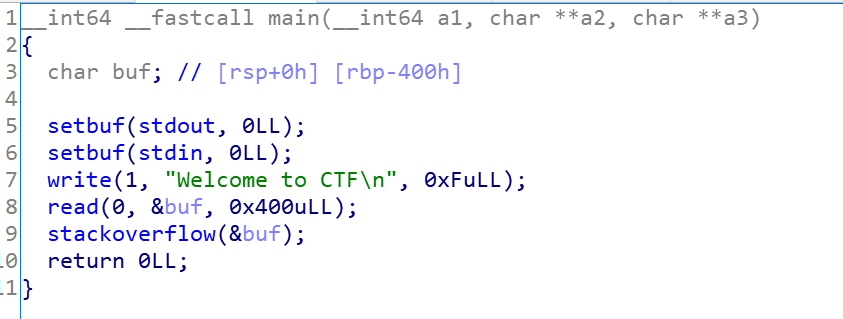 1 __int64 __fastcall main(__int64 a1, char **a2, char **a3)
2 {
3   char buf; // [rsp+0h] [rbp-400h]
4
5   setbuf(stdout, 0LL);
6   setbuf(stdin, 0LL);
7   write(1, "Welcome to CTF\n", 0xFuLL);
8   read(0, &buf, 0x400uLL);
9   stackoverflow(&buf);
10   return 0LL;
11 }